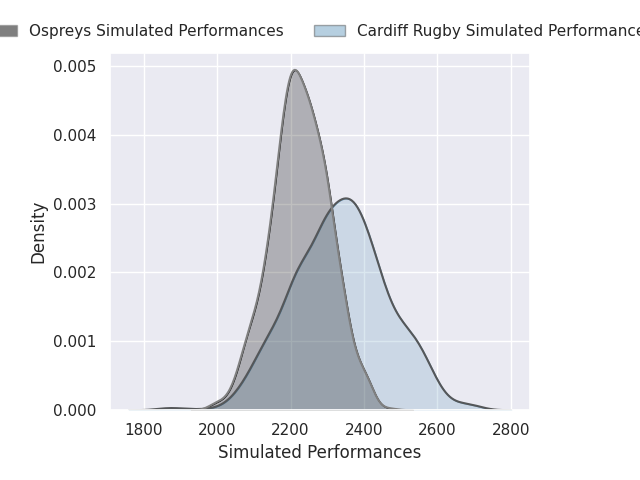 Ospreys Simulated Performances Cardiff Rugby Simulated Performance
0.005
0.004
0.003
0.002
0.001
0.000
Density
1800 2000 2200 2400 2600 2800
Simulated Performances